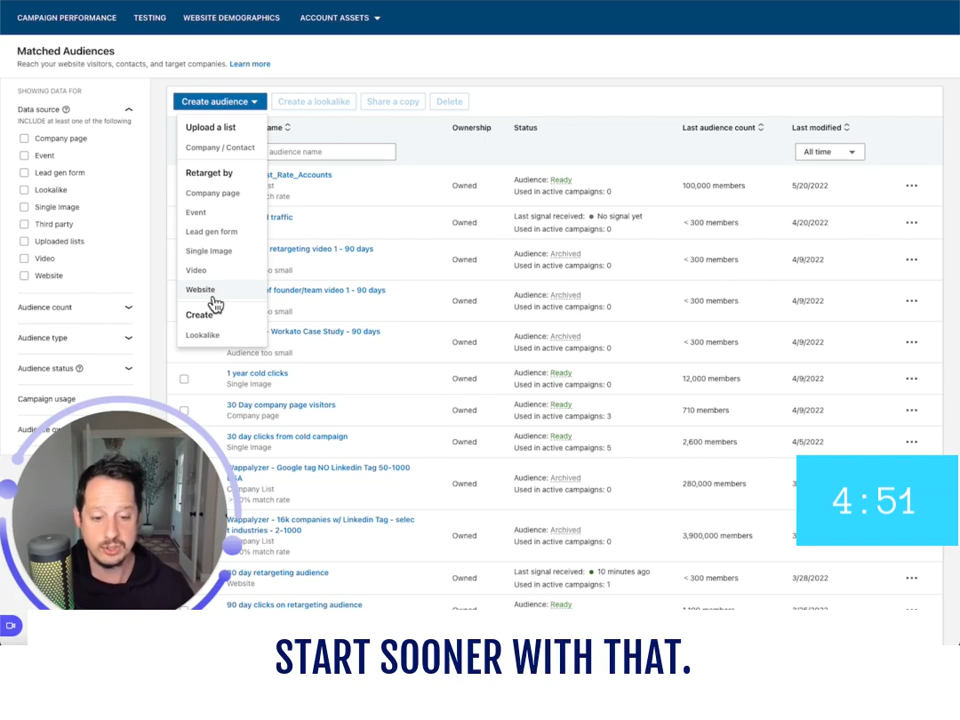 CAMPAIGN PERFORMANCE TESTING WEBSITE DEMOGRAPHICS ACCOUNT ASSETS
Matched Audiences
Reach your website visitors, contacts, and target companies. Learn more
SHOWING DATA FOR
Data source
INCLUDE at least one of the following
Company page
Event
Lead gen form
Lookalike
Single Image
Third party
Uploaded lists
Video
Website
Audience count
Audience type
Audience status
Campaign usage
Create audience Create a lookalike Share a copy Delete
Upload a list
Company / Contact
Retarget by
Company page
Event
Lead gen form
Single Image
Video
Website
Create
Lookalike
Ownership Status Last audience count Last modified
audience name All time
st_Rate_Accounts
Owned Audience: Ready
Used in active campaigns: 0 100,000 members 5/20/2022
traffic
Owned Last signal received: No signal yet
Used in active campaigns: 0 < 300 members 4/20/2022
retargeting video 1 - 90 days
too small
Owned Audience: Archived
Used in active campaigns: 0 < 300 members 4/9/2022
of founder/team video 1 - 90 days
too small
Owned Audience: Archived
Used in active campaigns: 0 < 300 members 4/9/2022
- Workato Case Study - 90 days
Audience too small
Owned Audience: Archived
Used in active campaigns: 0 < 300 members 4/9/2022
1 year cold clicks
Single Image
Owned Audience: Ready
Used in active campaigns: 0 12,000 members 4/9/2022
30 Day company page visitors
Company page
Owned Audience: Ready
Used in active campaigns: 3 710 members 4/9/2022
30 day clicks from cold campaign
Single Image
Owned Audience: Ready
Used in active campaigns: 5 2,600 members 4/5/2022
Wappalyzer - Google tag NO Linkedin Tag - 50-1000
Company List
0% match rate
Owned Audience: Archived
Used in active campaigns: 0 280,000 members
Wappalyzer - 16k companies w/ Linkedin Tag - selec
t industries - 2-1000
Company List
0% match rate
Owned Audience: Archived
Used in active campaigns: 0 3,900,000 members
day retargeting audience
Website
Owned Last signal received: 10 minutes ago
Used in active campaigns: 1 < 300 members 3/28/2022
90 day clicks on retargeting audience
Audience: Ready
4:51
START SOONER WITH THAT.